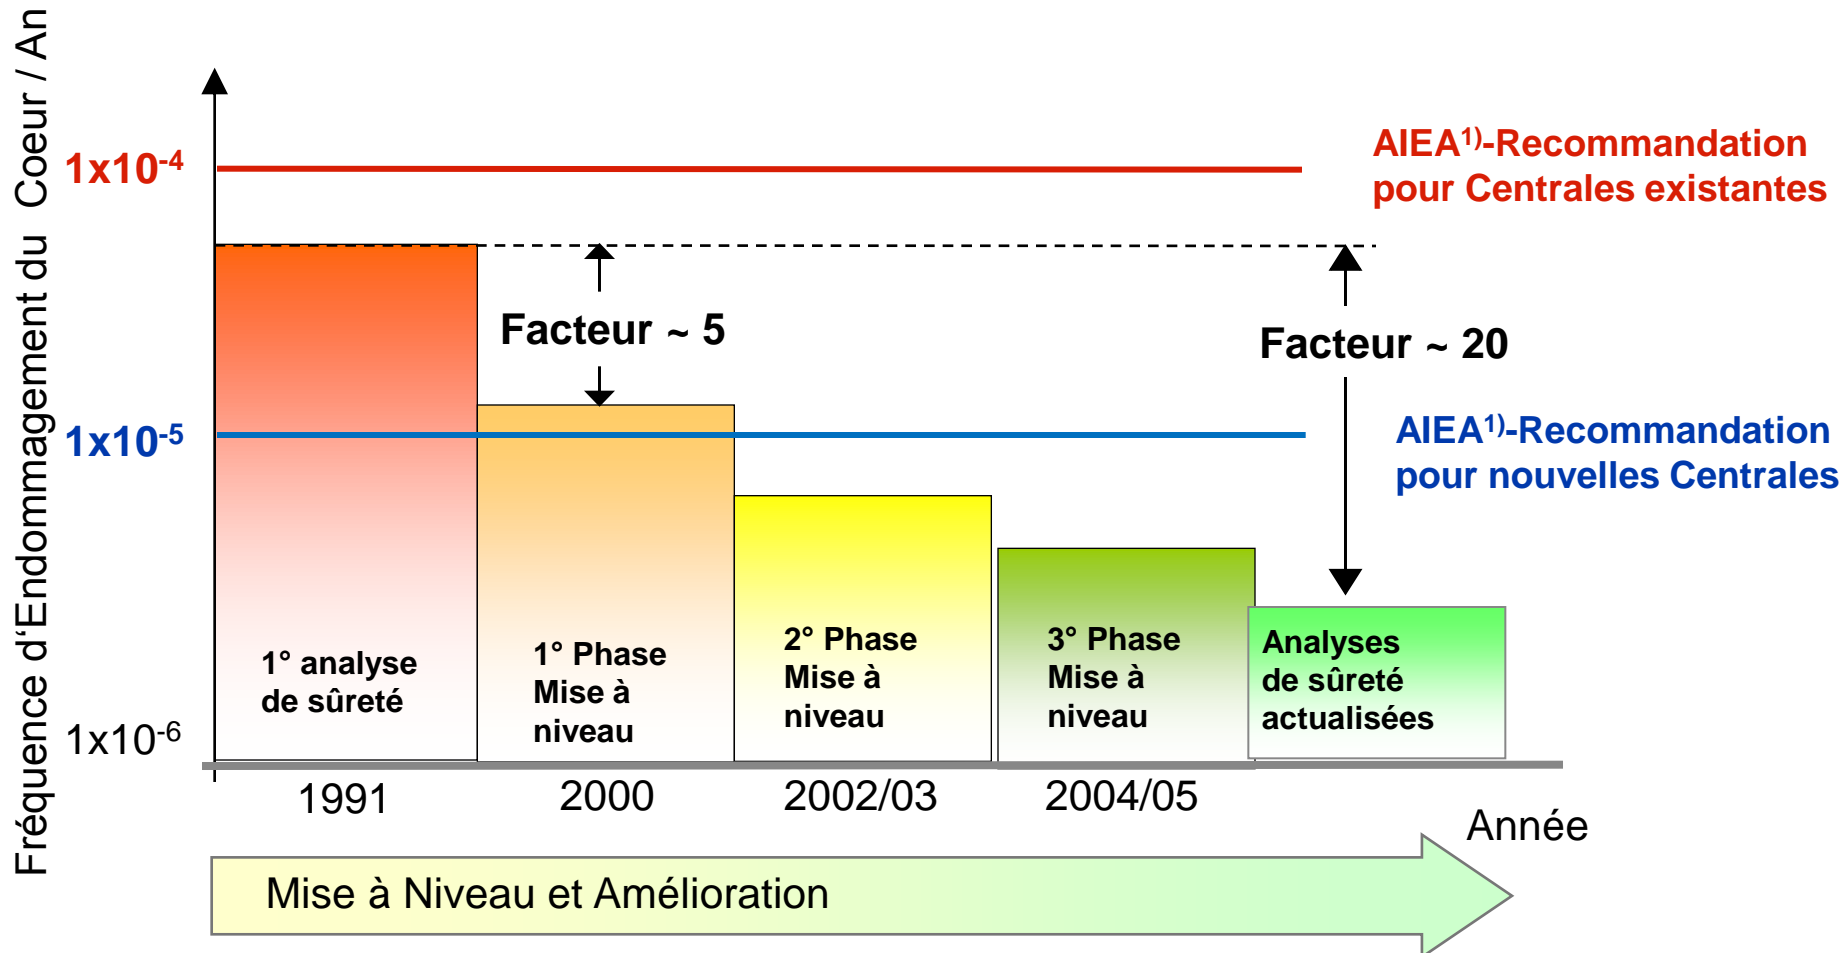 Fréquence d‘Endommagement du Coeur / An
1x10⁻⁴
AIEA¹⁾-Recommandation
pour Centrales existantes
Facteur ~ 5
Facteur ~ 20
1x10⁻⁵
AIEA¹⁾-Recommandation
pour nouvelles Centrales
1° analyse
de sûreté
1° Phase
Mise à
niveau
2° Phase
Mise à
niveau
3° Phase
Mise à
niveau
Analyses
de sûreté
actualisées
1x10⁻⁶
1991
2000
2002/03
2004/05
Année
Mise à Niveau et Amélioration